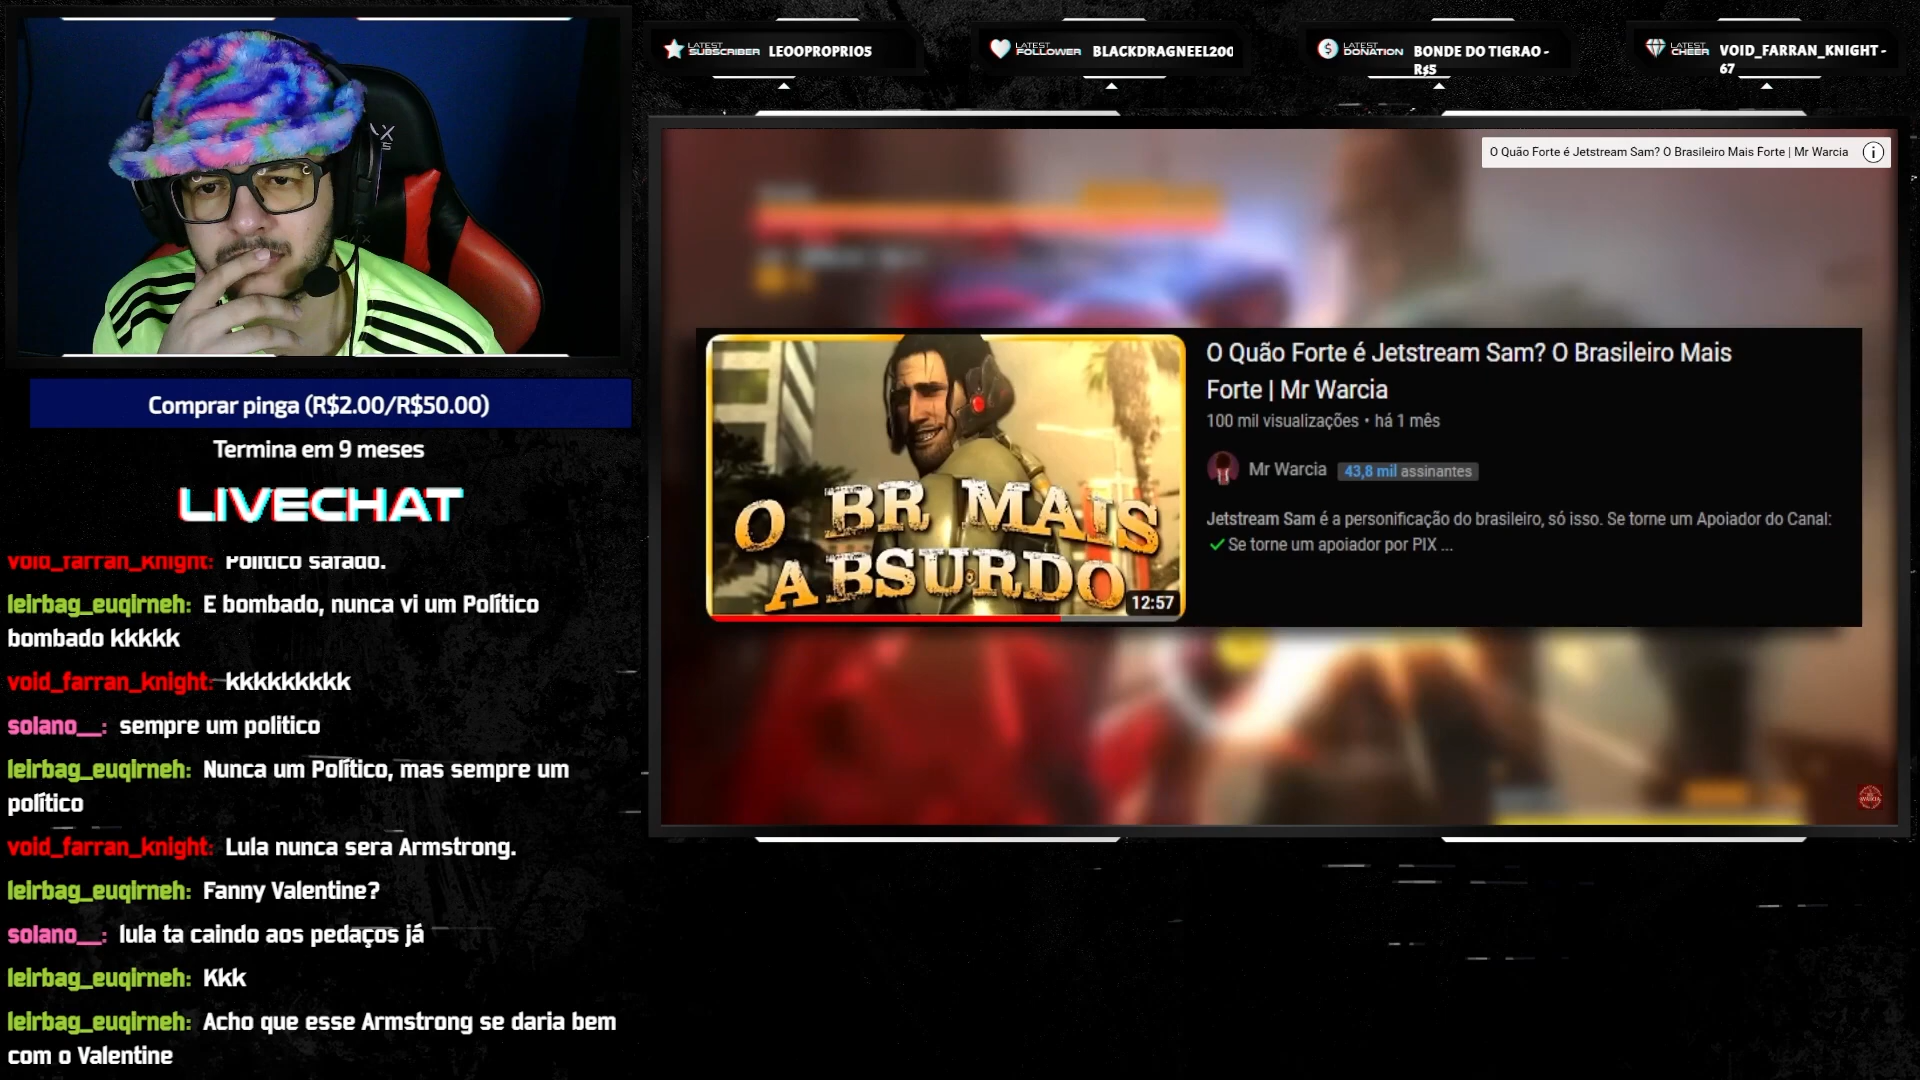 LATEST SUBSCRIBER LEOOPROPRIO5
LATEST FOLLOWER BLACKDRAGNEEL200
LATEST DONATION BONDE DO TIGRAO - R$5
LATEST CHEER VOID_FARRAN_KNIGHT - 67
O Quão Forte é Jetstream Sam? O Brasileiro Mais Forte | Mr Warcia
O BR MAIS
ABSURDO
12:57
O Quão Forte é Jetstream Sam? O Brasileiro Mais
Forte | Mr Warcia
100 mil visualizações • há 1 mês
Mr Warcia 43,8 mil assinantes
Jetstream Sam é a personificação do brasileiro, só isso. Se torne um Apoiador do Canal:
Se torne um apoiador por PIX ...
Comprar pinga (R$2.00/R$50.00)
Termina em 9 meses
LIVECHAT
void_farran_knight: Político safado.
leirbag_euqirneh: E bombado, nunca vi um Político
bombado kkkkk
void_farran_knight: kkkkkkkkk
solano__: sempre um politico
leirbag_euqirneh: Nunca um Político, mas sempre um
político
void_farran_knight: Lula nunca sera Armstrong.
leirbag_euqirneh: Fanny Valentine?
solano__: lula ta caindo aos pedaços já
leirbag_euqirneh: Kkk
leirbag_euqirneh: Acho que esse Armstrong se daria bem
com o Valentine